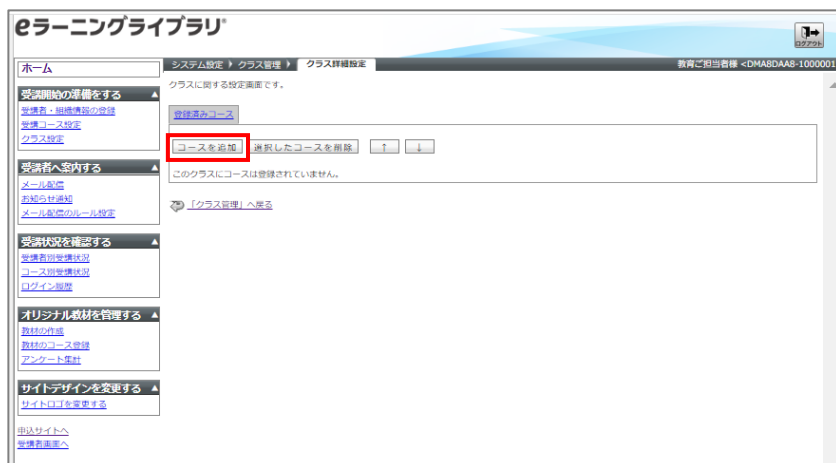 eラーニングライブラリ®
ログアウト
ホーム
システム設定 クラス管理 クラス詳細設定 教育ご担当者様 <DMA8DAA8-1000001
クラスに関する設定画面です。
受講開始の準備をする ▲
受講者・組織情報の登録
受講コース設定
クラス設定
登録済みコース
コースを追加 選択したコースを削除 ↑ ↓
このクラスにコースは登録されていません。
「クラス管理」へ戻る
受講者へ案内する ▲
メール配信
お知らせ通知
メール配信のルール設定
受講状況を確認する ▲
受講者別受講状況
コース別受講状況
ログイン履歴
オリジナル教材を管理する ▲
教材の作成
教材のコース登録
アンケート集計
サイトデザインを変更する ▲
サイトロゴを変更する
申込サイトへ
受講者画面へ